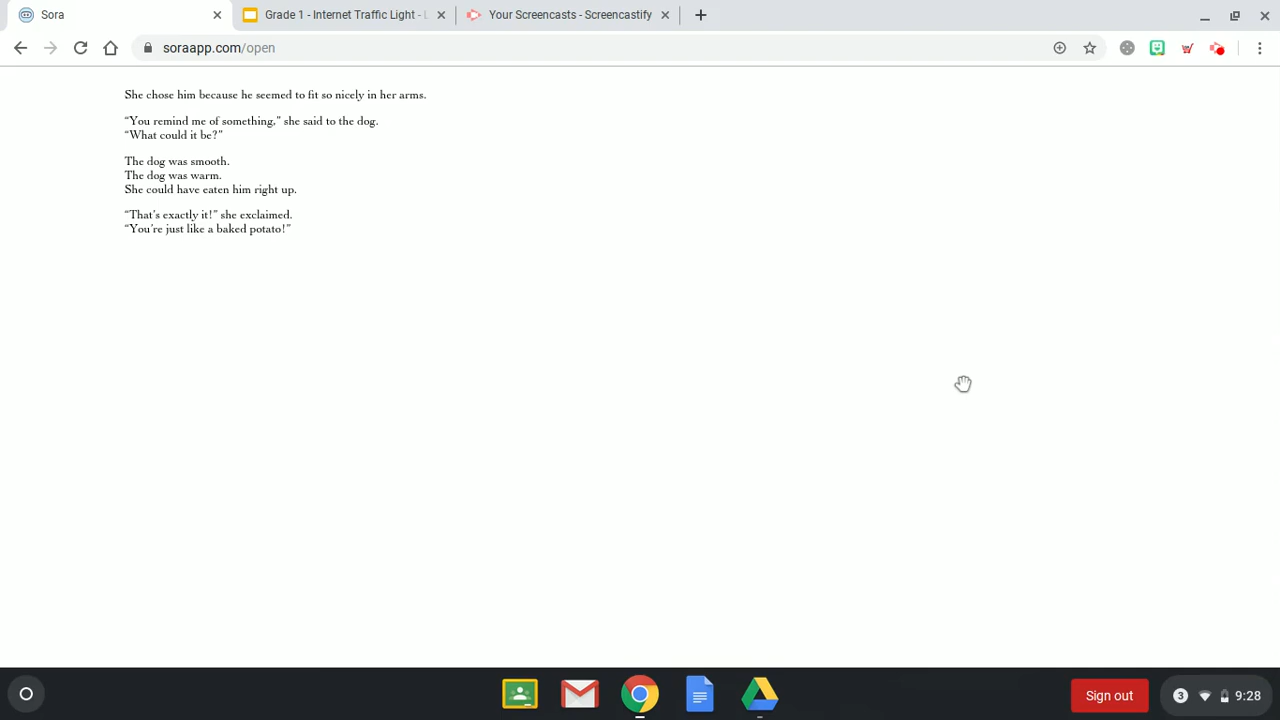 Sora
Grade 1 - Internet Traffic Light - L
Your Screencasts - Screencastify
soraapp.com/open
She chose him because he seemed to fit so nicely in her arms.
“You remind me of something,” she said to the dog.
“What could it be?”
The dog was smooth.
The dog was warm.
She could have eaten him right up.
“That’s exactly it!” she exclaimed.
“You’re just like a baked potato!”
Sign out
3
9:28